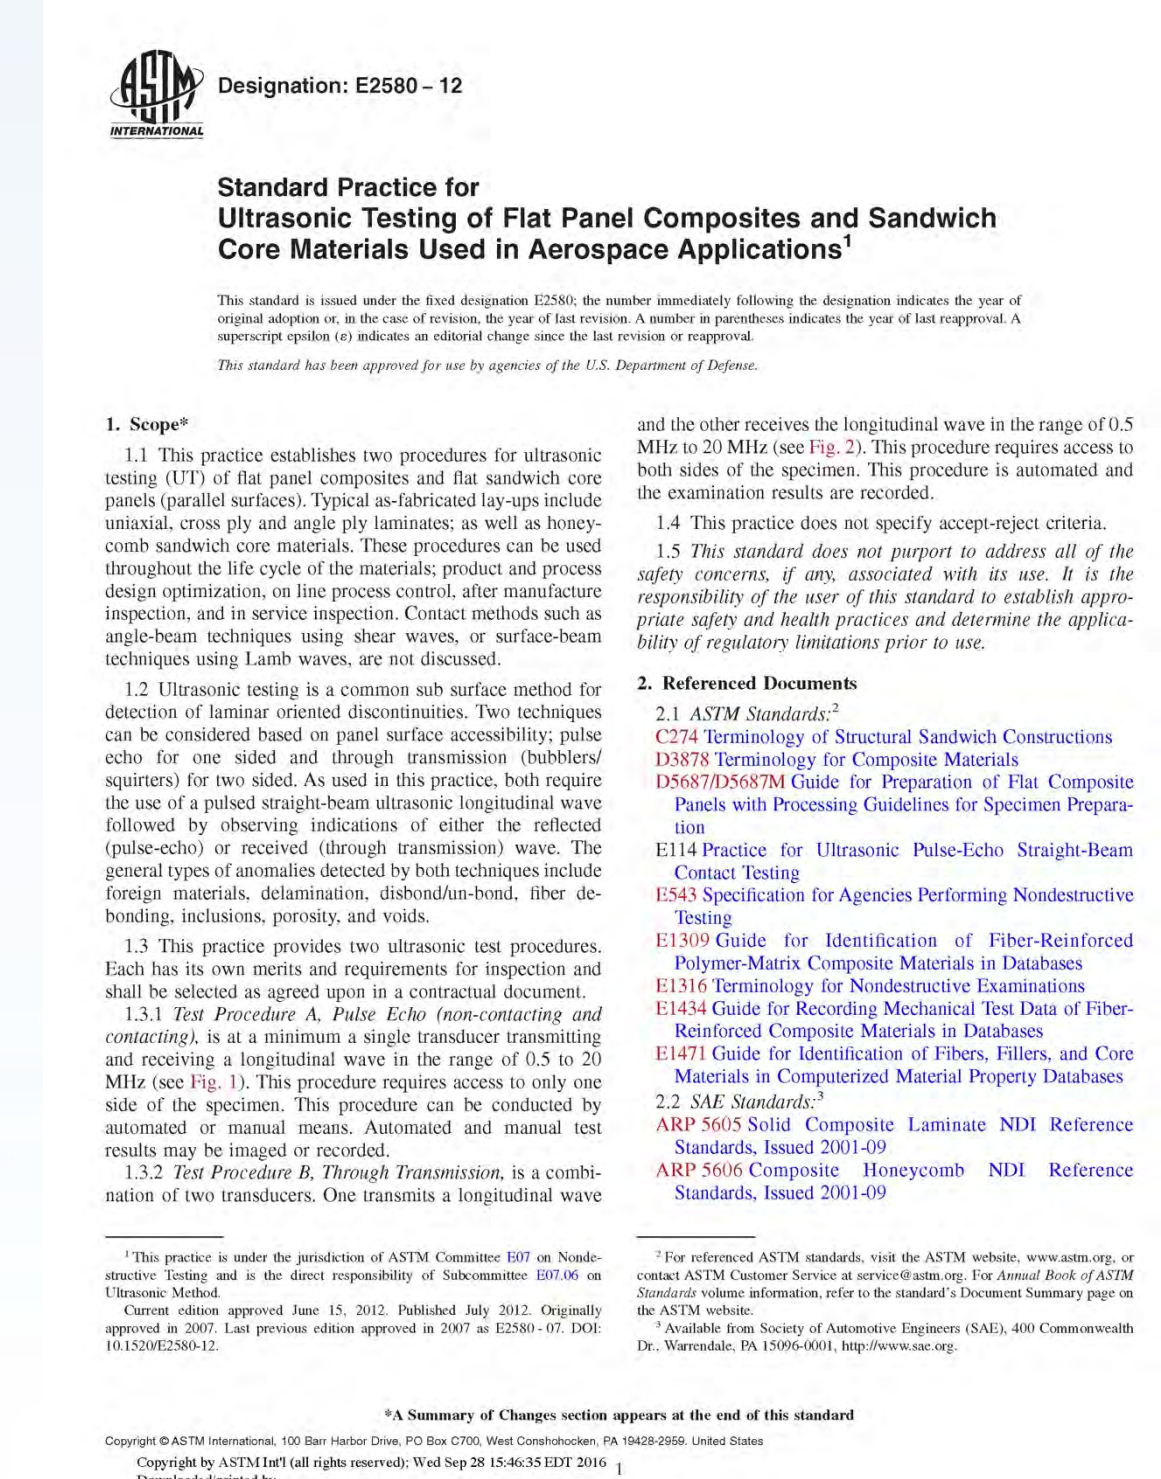 ASTM
INTERNATIONAL
Designation: E2580 – 12
Standard Practice for
Ultrasonic Testing of Flat Panel Composites and Sandwich
Core Materials Used in Aerospace Applications1
This standard is issued under the fixed designation E2580; the number immediately following the designation indicates the year of
original adoption or, in the case of revision, the year of last revision. A number in parentheses indicates the year of last reapproval. A
superscript epsilon (ε) indicates an editorial change since the last revision or reapproval.
This standard has been approved for use by agencies of the U.S. Department of Defense.
1. Scope*
1.1 This practice establishes two procedures for ultrasonic
testing (UT) of flat panel composites and flat sandwich core
panels (parallel surfaces). Typical as-fabricated lay-ups include
uniaxial, cross ply and angle ply laminates; as well as honey-
comb sandwich core materials. These procedures can be used
throughout the life cycle of the materials; product and process
design optimization, on line process control, after manufacture
inspection, and in service inspection. Contact methods such as
angle-beam techniques using shear waves, or surface-beam
techniques using Lamb waves, are not discussed.
1.2 Ultrasonic testing is a common sub surface method for
detection of laminar oriented discontinuities. Two techniques
can be considered based on panel surface accessibility; pulse
echo for one sided and through transmission (bubblers/
squirters) for two sided. As used in this practice, both require
the use of a pulsed straight-beam ultrasonic longitudinal wave
followed by observing indications of either the reflected
(pulse-echo) or received (through transmission) wave. The
general types of anomalies detected by both techniques include
foreign materials, delamination, disbond/un-bond, fiber de-
bonding, inclusions, porosity, and voids.
1.3 This practice provides two ultrasonic test procedures.
Each has its own merits and requirements for inspection and
shall be selected as agreed upon in a contractual document.
1.3.1 Test Procedure A, Pulse Echo (non-contacting and
contacting), is at a minimum a single transducer transmitting
and receiving a longitudinal wave in the range of 0.5 to 20
MHz (see Fig. 1). This procedure requires access to only one
side of the specimen. This procedure can be conducted by
automated or manual means. Automated and manual test
results may be imaged or recorded.
1.3.2 Test Procedure B, Through Transmission, is a combi-
nation of two transducers. One transmits a longitudinal wave
and the other receives the longitudinal wave in the range of 0.5
MHz to 20 MHz (see Fig. 2). This procedure requires access to
both sides of the specimen. This procedure is automated and
the examination results are recorded.
1.4 This practice does not specify accept-reject criteria.
1.5 This standard does not purport to address all of the
safety concerns, if any, associated with its use. It is the
responsibility of the user of this standard to establish appro-
priate safety and health practices and determine the applica-
bility of regulatory limitations prior to use.
2. Referenced Documents
2.1 ASTM Standards:2
C274 Terminology of Structural Sandwich Constructions
D3878 Terminology for Composite Materials
D5687/D5687M Guide for Preparation of Flat Composite
Panels with Processing Guidelines for Specimen Prepara-
tion
E114 Practice for Ultrasonic Pulse-Echo Straight-Beam
Contact Testing
E543 Specification for Agencies Performing Nondestructive
Testing
E1309 Guide for Identification of Fiber-Reinforced
Polymer-Matrix Composite Materials in Databases
E1316 Terminology for Nondestructive Examinations
E1434 Guide for Recording Mechanical Test Data of Fiber-
Reinforced Composite Materials in Databases
E1471 Guide for Identification of Fibers, Fillers, and Core
Materials in Computerized Material Property Databases
2.2 SAE Standards:3
ARP 5605 Solid Composite Laminate NDI Reference
Standards, Issued 2001-09
ARP 5606 Composite Honeycomb NDI Reference
Standards, Issued 2001-09
1 This practice is under the jurisdiction of ASTM Committee E07 on Nonde-
structive Testing and is the direct responsibility of Subcommittee E07.06 on
Ultrasonic Method.
Current edition approved June 15, 2012. Published July 2012. Originally
approved in 2007. Last previous edition approved in 2007 as E2580 - 07. DOI:
10.1520/E2580-12.
2 For referenced ASTM standards, visit the ASTM website, www.astm.org, or
contact ASTM Customer Service at service@astm.org. For Annual Book of ASTM
Standards volume information, refer to the standard's Document Summary page on
the ASTM website.
3 Available from Society of Automotive Engineers (SAE), 400 Commonwealth
Dr., Warrendale, PA 15096-0001, http://www.sae.org.
*A Summary of Changes section appears at the end of this standard
Copyright © ASTM International, 100 Barr Harbor Drive, PO Box C700, West Conshohocken, PA 19428-2959. United States
Copyright by ASTM Int'l (all rights reserved); Wed Sep 28 15:46:35 EDT 2016
1
Downloaded/printed by